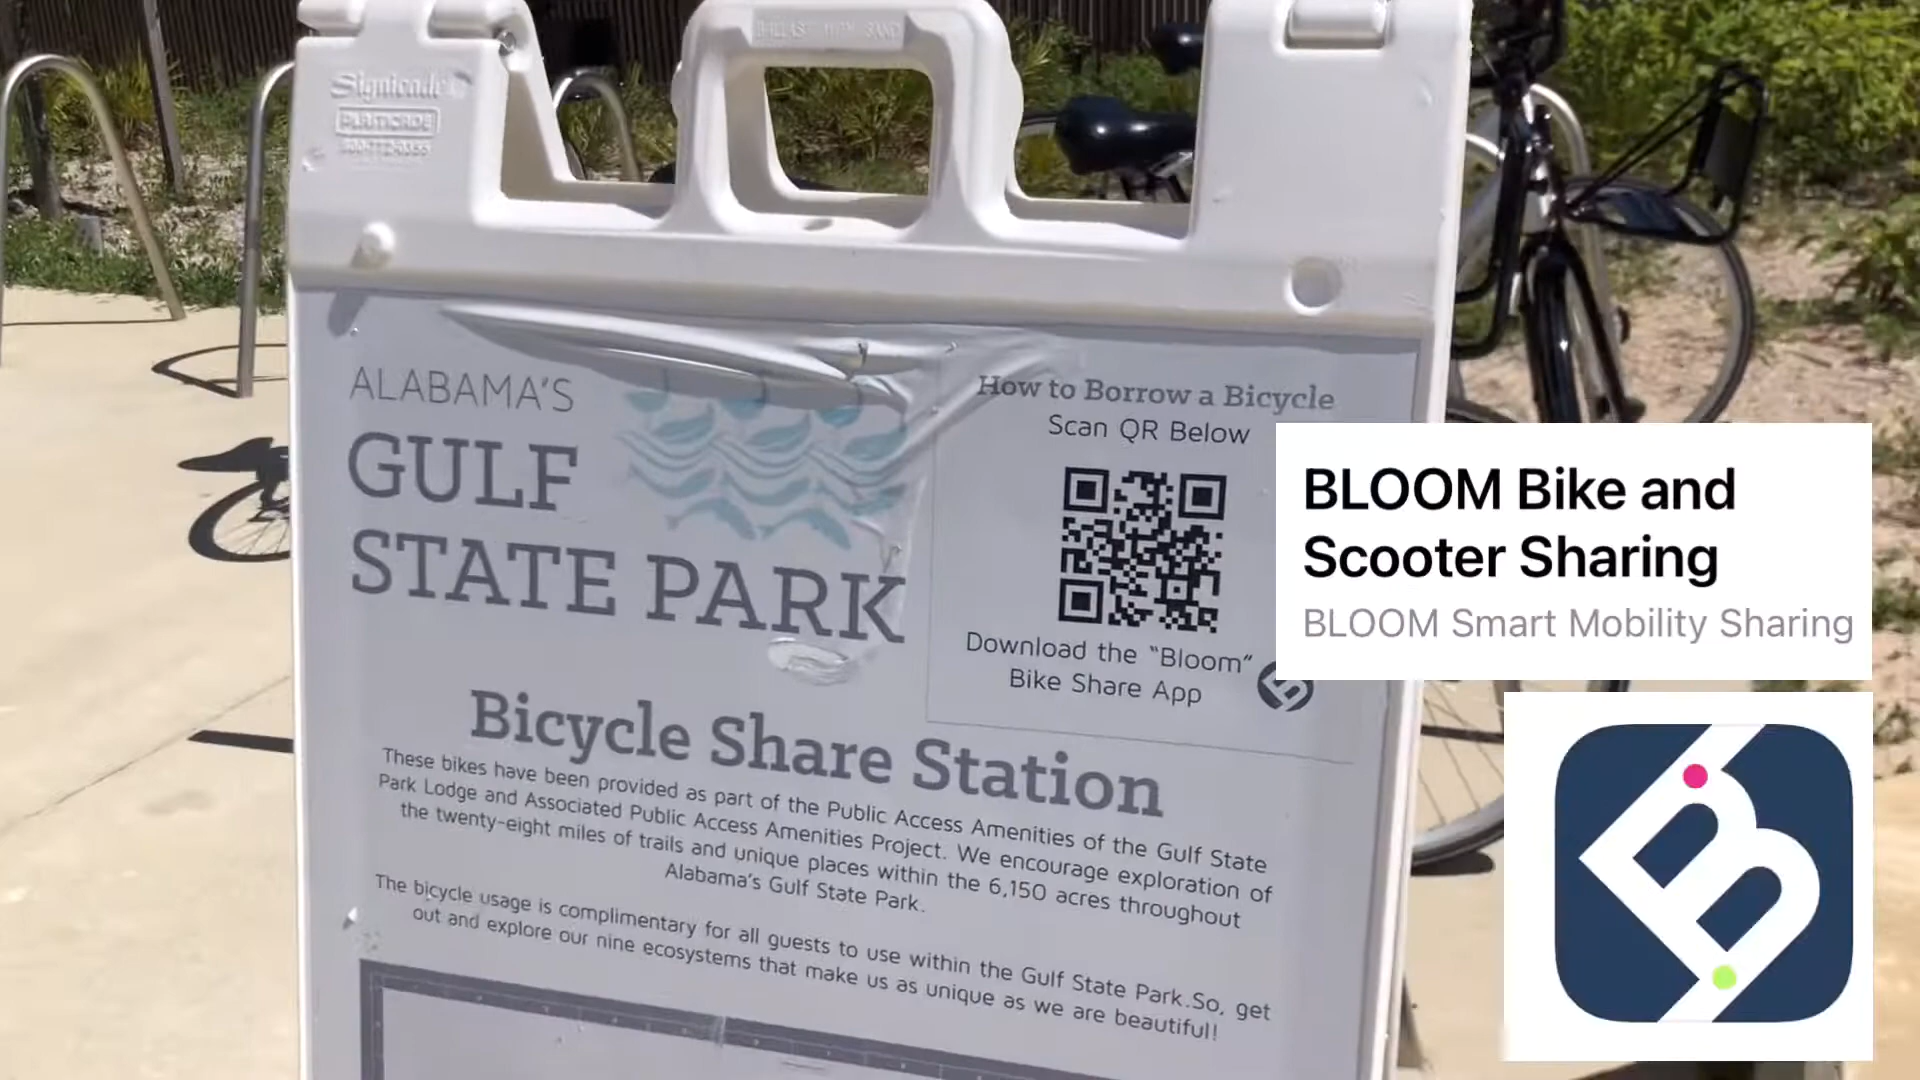 BALLAST WITH SAND
Signicade
PLASTICADE
ALABAMA'S
GULF
STATE PARK
How to Borrow a Bicycle
Scan QR Below
Download the "Bloom"
Bike Share App
BLOOM Bike and
Scooter Sharing
BLOOM Smart Mobility Sharing
Bicycle Share Station
These bikes have been provided as part of the Public Access Amenities of the Gulf State
Park Lodge and Associated Public Access Amenities Project. We encourage exploration of
the twenty-eight miles of trails and unique places within the 6,150 acres throughout
Alabama's Gulf State Park.
The bicycle usage is complimentary for all guests to use within the Gulf State Park.So, get
out and explore our nine ecosystems that make us as unique as we are beautiful!